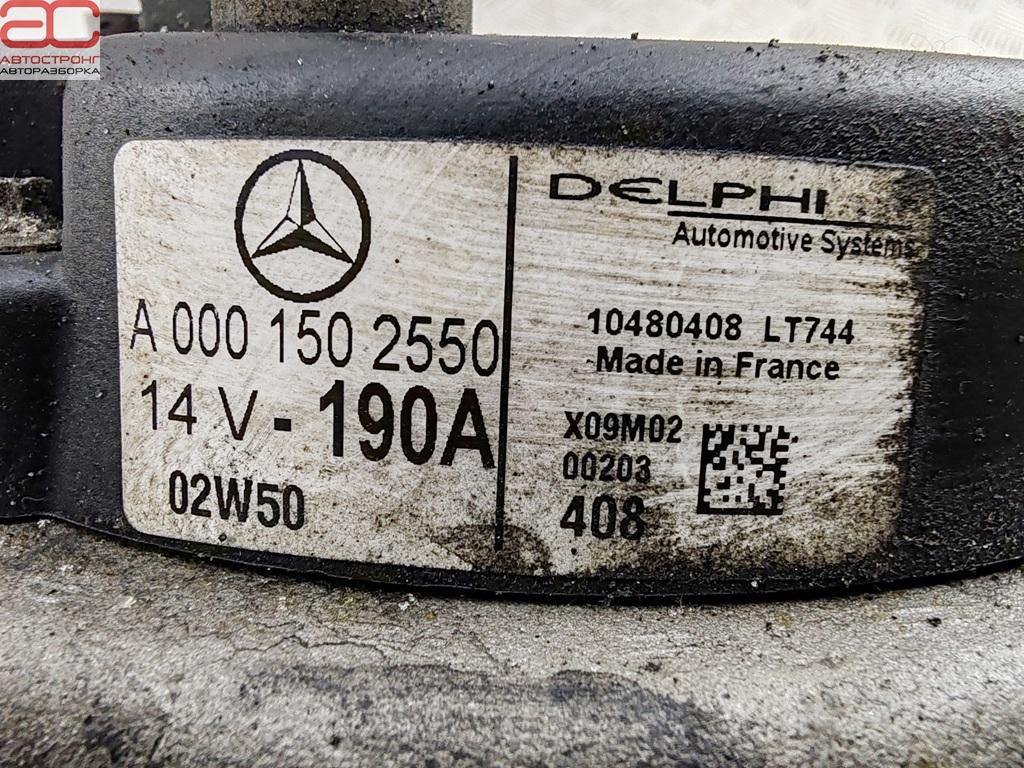 АС
АВТОСТРОНГ
АВТОРАЗБОРКА
A 000 150 2550
14 V - 190A
02W50
DELPHI
Automotive Systems
10480408 LT744
Made in France
X09M02
00203
408